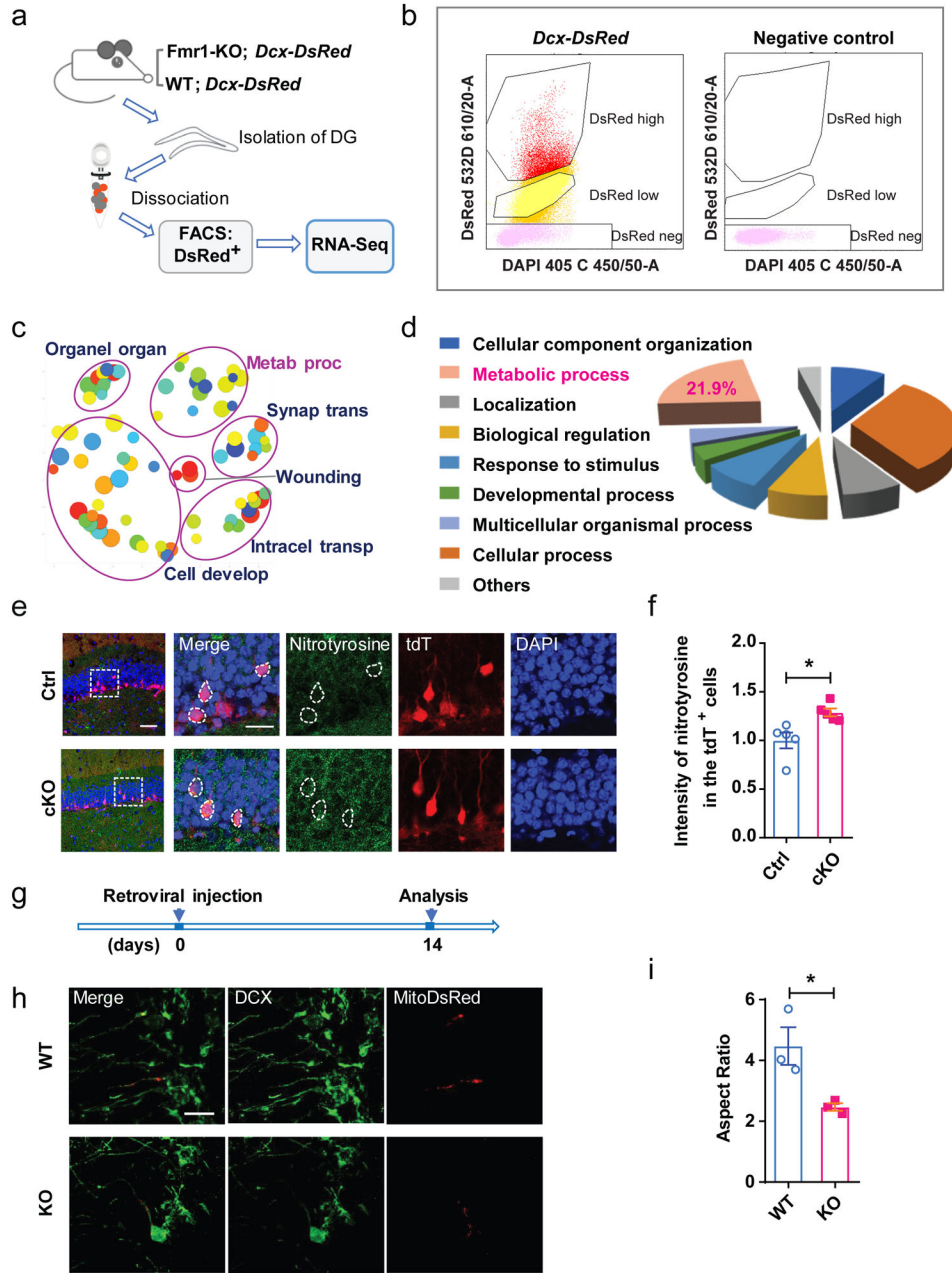 a
Fmr1-KO; Dcx-DsRed
WT; Dcx-DsRed
Isolation of DG
Dissociation
FACS:
DsRed+
RNA-Seq
b
Dcx-DsRed
Negative control
DsRed 532D 610/20-A
DsRed high
DsRed low
DsRed neg
DAPI 405 C 450/50-A
DsRed 532D 610/20-A
DsRed high
DsRed low
DsRed neg
DAPI 405 C 450/50-A
c
Organel organ
Metab proc
Synap trans
Wounding
Intracel transp
Cell develop
d
Cellular component organization
Metabolic process
Localization
Biological regulation
Response to stimulus
Developmental process
Multicellular organismal process
Cellular process
Others
21.9%
e
Merge
Nitrotyrosine
tdT
DAPI
Ctrl
cKO
f
Intensity of nitrotyrosine
in the tdT + cells
2.0
1.5
1.0
0.5
0.0
*
Ctrl
cKO
g
Retroviral injection
Analysis
(days)
0
14
h
Merge
DCX
MitoDsRed
WT
KO
i
Aspect Ratio
6
4
2
0
*
WT
KO